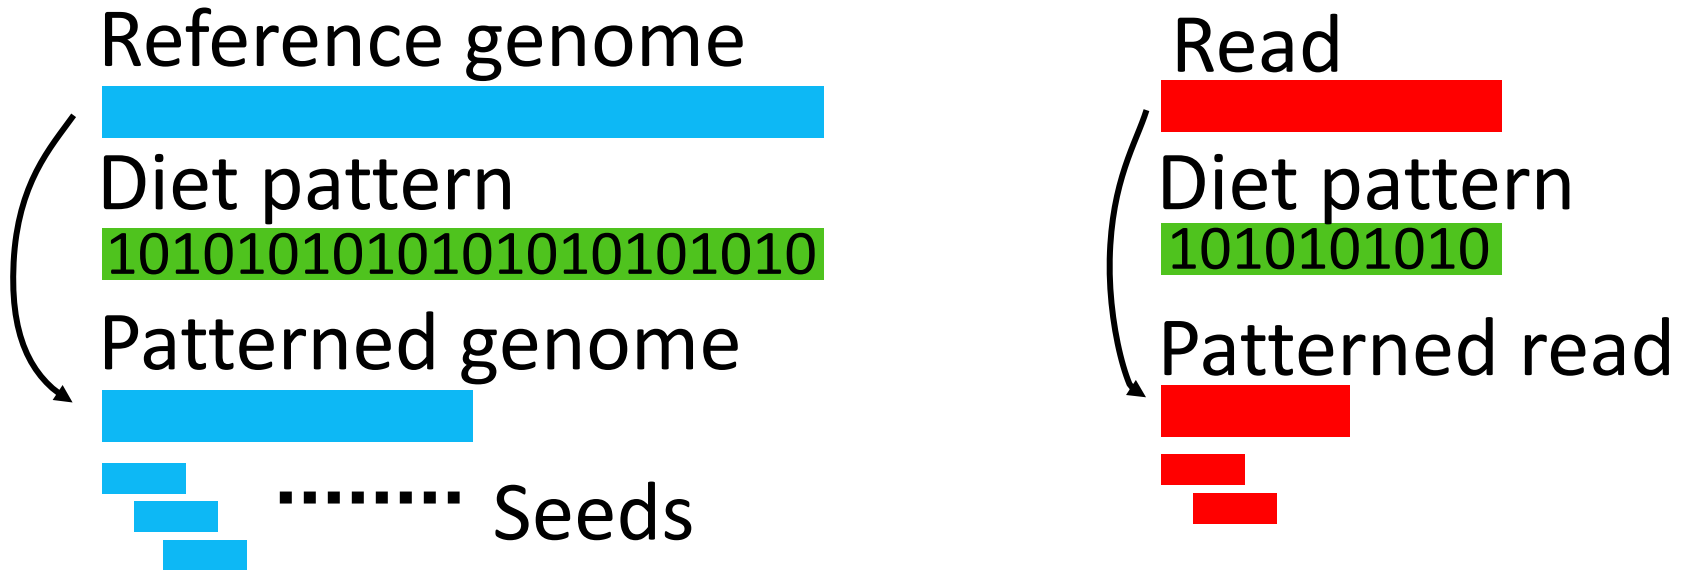 Reference genome
Diet pattern
1010101010101010101010
Patterned genome
Seeds
Read
Diet pattern
1010101010
Patterned read